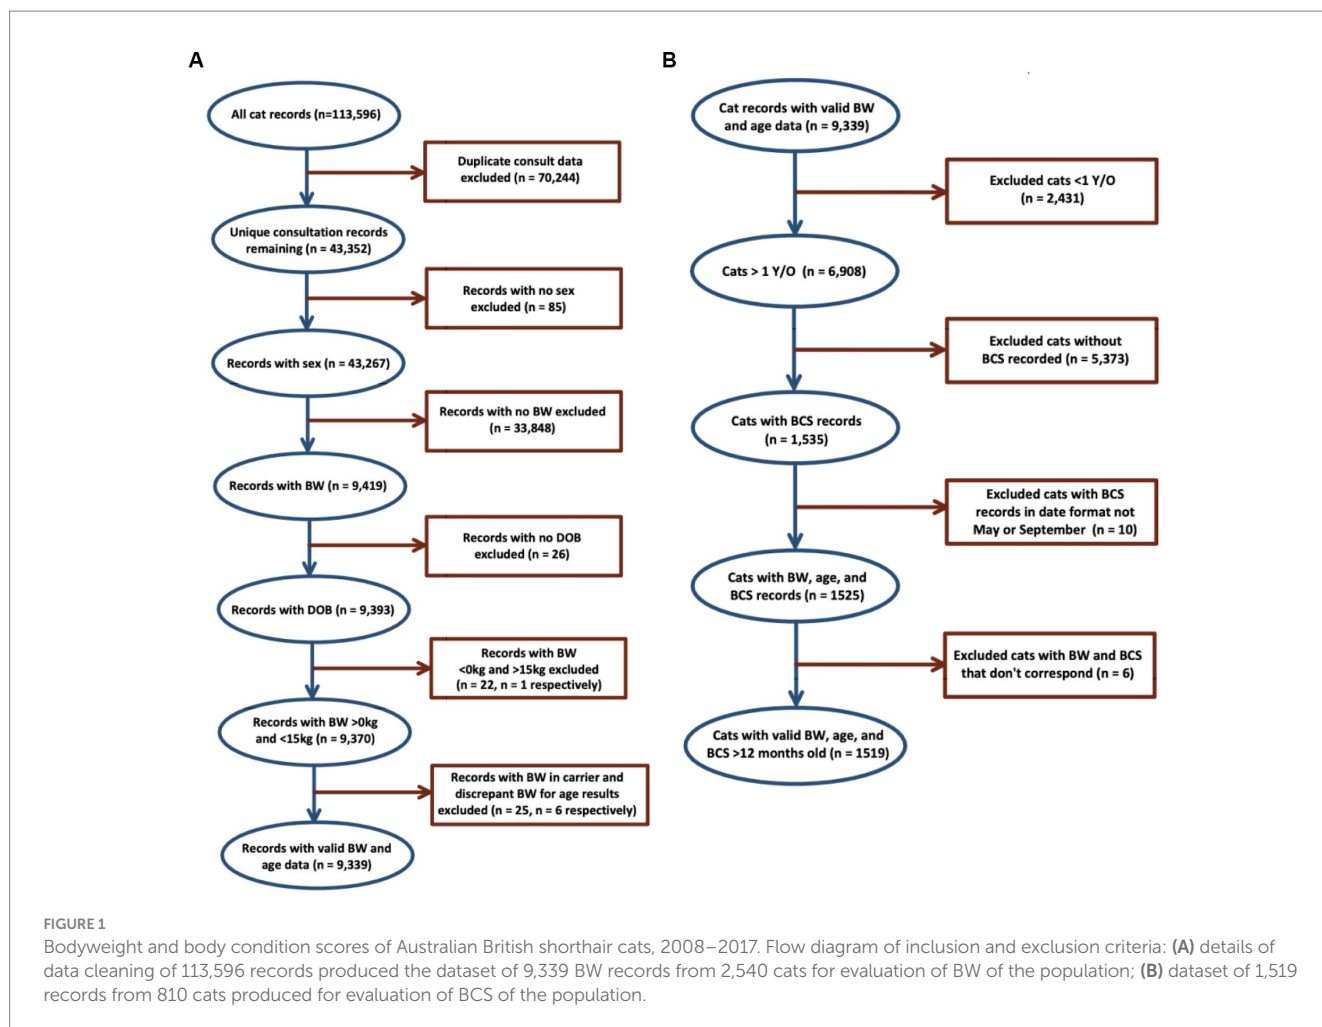 A
All cat records (n=113,596)
Duplicate consult data
excluded (n = 70,244)
Unique consultation records
remaining (n = 43,352)
Records with no sex
excluded (n = 85)
Records with sex (n = 43,267)
Records with no BW excluded
(n = 33,848)
Records with BW (n = 9,419)
Records with no DOB
excluded (n = 26)
Records with DOB (n = 9,393)
Records with BW
<0kg and >15kg excluded
(n = 22, n = 1 respectively)
Records with BW >0kg
and <15kg (n = 9,370)
Records with BW in carrier and
discrepant BW for age results
excluded (n = 25, n = 6 respectively)
Records with valid BW and
age data (n = 9,339)
B
Cat records with valid BW
and age data (n = 9,339)
Excluded cats <1 Y/O
(n = 2,431)
Cats > 1 Y/O (n = 6,908)
Excluded cats without
BCS recorded (n = 5,373)
Cats with BCS records
(n = 1,535)
Excluded cats with BCS
records in date format not
May or September (n = 10)
Cats with BW, age, and
BCS records (n = 1525)
Excluded cats with BW and BCS
that don't correspond (n = 6)
Cats with valid BW, age, and
BCS >12 months old (n = 1519)
FIGURE 1
Bodyweight and body condition scores of Australian British shorthair cats, 2008–2017. Flow diagram of inclusion and exclusion criteria: (A) details of
data cleaning of 113,596 records produced the dataset of 9,339 BW records from 2,540 cats for evaluation of BW of the population; (B) dataset of 1,519
records from 810 cats produced for evaluation of BCS of the population.